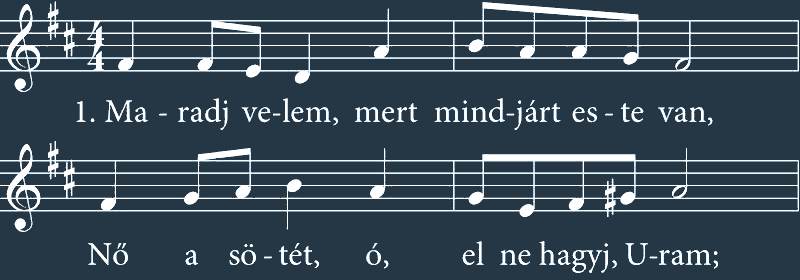 1. Ma - radj ve-lem, mert mind-járt es - te van,
Nő a sö - tét, ó, el ne hagyj, U-ram;